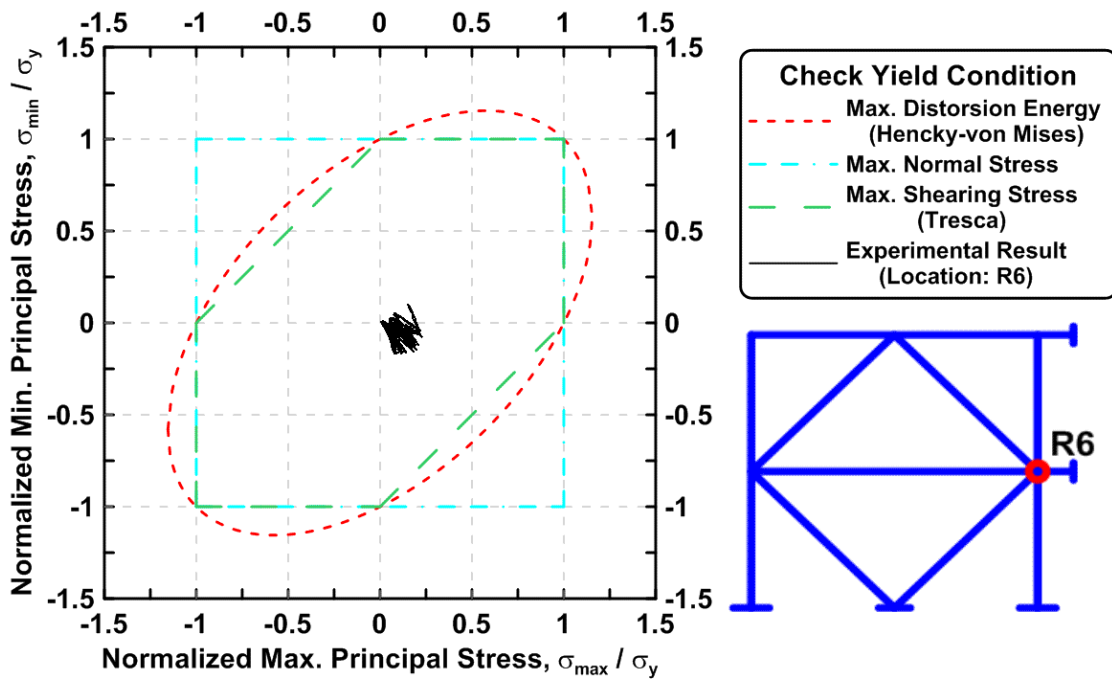 -1.5 -1 -0.5 0 0.5 1 1.5
1.5 1 0.5 0 -0.5 -1 -1.5
Normalized Min. Principal Stress, σmin / σy
1.5 1 0.5 0 -0.5 -1 -1.5
-1.5 -1 -0.5 0 0.5 1 1.5
Normalized Max. Principal Stress, σmax / σy
Check Yield Condition
Max. Distorsion Energy
(Hencky-von Mises)
Max. Normal Stress
Max. Shearing Stress
(Tresca)
Experimental Result
(Location: R6)
R6